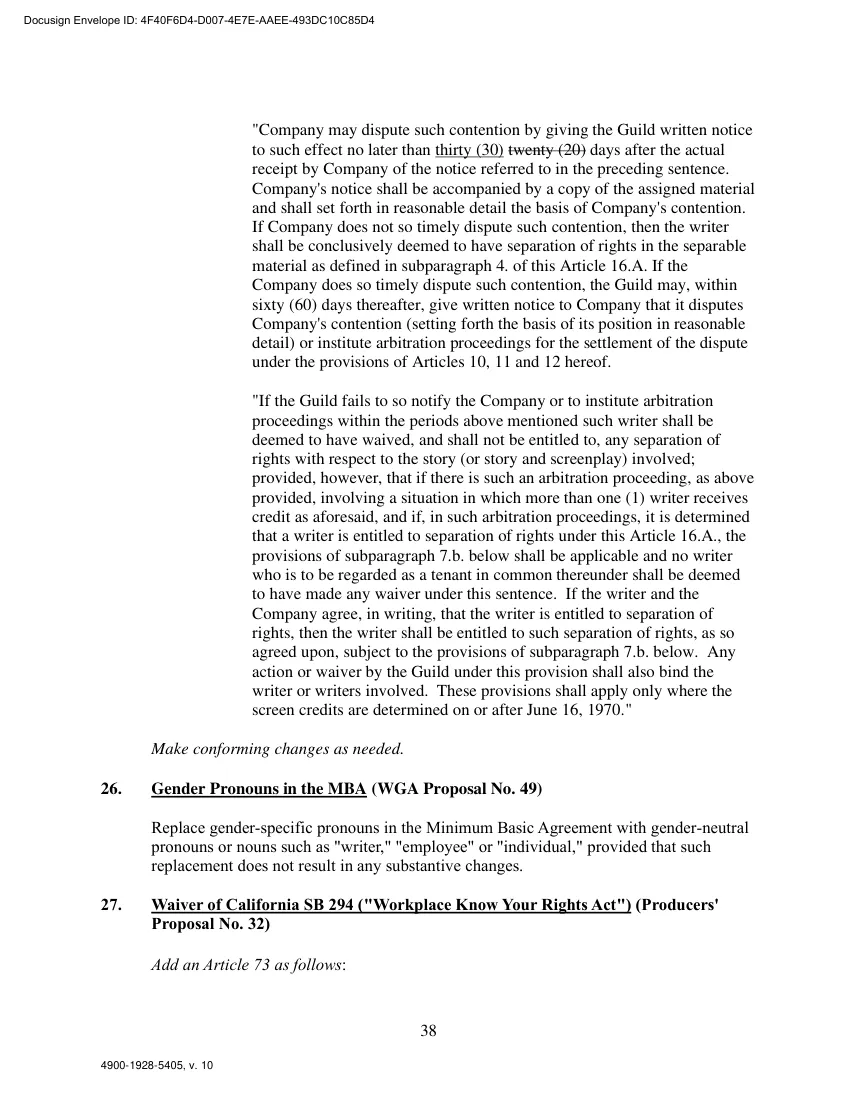 Docusign Envelope ID: 4F40F6D4-D007-4E7E-AAEE-493DC10C85D4
"Company may dispute such contention by giving the Guild written notice
to such effect no later than thirty (30) twenty (20) days after the actual
receipt by Company of the notice referred to in the preceding sentence.
Company's notice shall be accompanied by a copy of the assigned material
and shall set forth in reasonable detail the basis of Company's contention.
If Company does not so timely dispute such contention, then the writer
shall be conclusively deemed to have separation of rights in the separable
material as defined in subparagraph 4. of this Article 16.A. If the
Company does so timely dispute such contention, the Guild may, within
sixty (60) days thereafter, give written notice to Company that it disputes
Company's contention (setting forth the basis of its position in reasonable
detail) or institute arbitration proceedings for the settlement of the dispute
under the provisions of Articles 10, 11 and 12 hereof.
"If the Guild fails to so notify the Company or to institute arbitration
proceedings within the periods above mentioned such writer shall be
deemed to have waived, and shall not be entitled to, any separation of
rights with respect to the story (or story and screenplay) involved;
provided, however, that if there is such an arbitration proceeding, as above
provided, involving a situation in which more than one (1) writer receives
credit as aforesaid, and if, in such arbitration proceedings, it is determined
that a writer is entitled to separation of rights under this Article 16.A., the
provisions of subparagraph 7.b. below shall be applicable and no writer
who is to be regarded as a tenant in common thereunder shall be deemed
to have made any waiver under this sentence.  If the writer and the
Company agree, in writing, that the writer is entitled to separation of
rights, then the writer shall be entitled to such separation of rights, as so
agreed upon, subject to the provisions of subparagraph 7.b. below.  Any
action or waiver by the Guild under this provision shall also bind the
writer or writers involved.  These provisions shall apply only where the
screen credits are determined on or after June 16, 1970."
Make conforming changes as needed.
26. Gender Pronouns in the MBA (WGA Proposal No. 49)
Replace gender-specific pronouns in the Minimum Basic Agreement with gender-neutral
pronouns or nouns such as "writer," "employee" or "individual," provided that such
replacement does not result in any substantive changes.
27. Waiver of California SB 294 ("Workplace Know Your Rights Act") (Producers'
Proposal No. 32)
Add an Article 73 as follows:
38
4900-1928-5405, v. 10